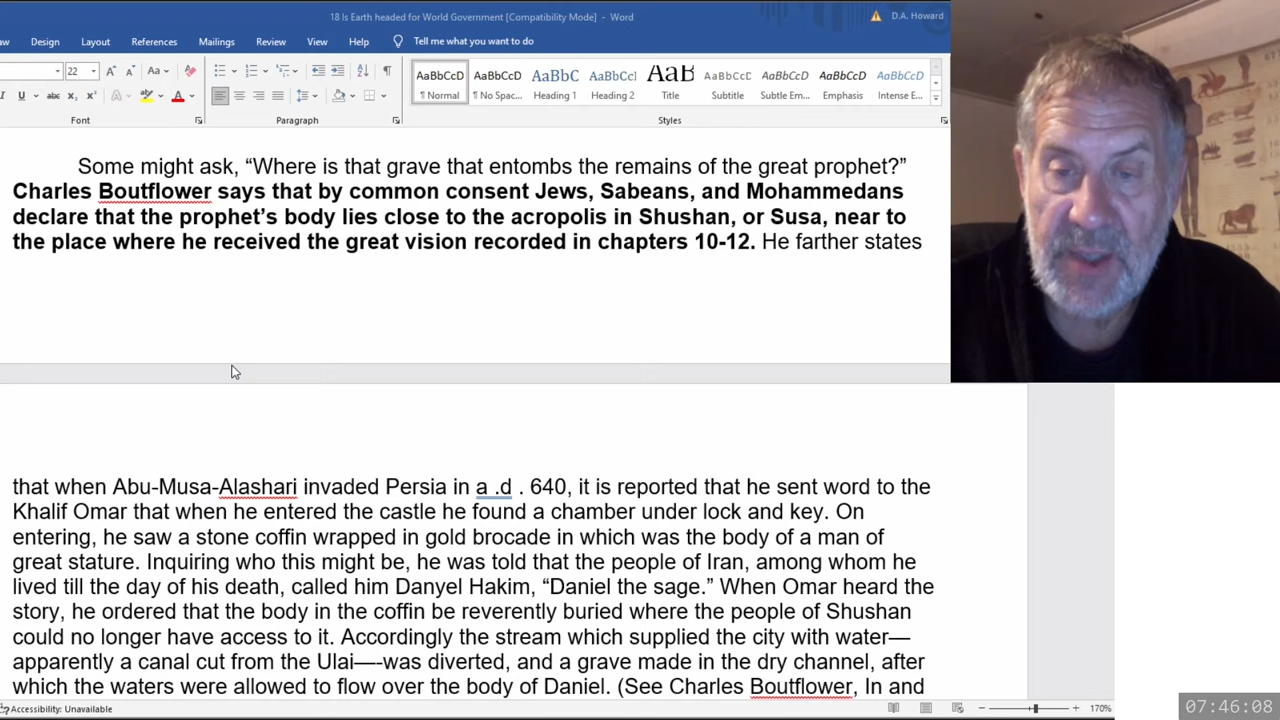 18 Is Earth headed for World Government [Compatibility Mode] - Word
D.A. Howard
aw Design Layout References Mailings Review View Help Tell me what you want to do
22 A A Aa
AaBbCcD AaBbCcD AaBbC AaBbCcI AaB AaBbCcD AaBbCcD AaBbCcD AaBbCcD
I U abc x₂ x² A A
¶ Normal ¶ No Spac... Heading 1 Heading 2 Title Subtitle Subtle Em... Emphasis Intense E...
Font Paragraph Styles
Some might ask, “Where is that grave that entombs the remains of the great prophet?”
Charles Boutflower says that by common consent Jews, Sabeans, and Mohammedans
declare that the prophet’s body lies close to the acropolis in Shushan, or Susa, near to
the place where he received the great vision recorded in chapters 10-12. He farther states
that when Abu-Musa-Alashari invaded Persia in a .d . 640, it is reported that he sent word to the
Khalif Omar that when he entered the castle he found a chamber under lock and key. On
entering, he saw a stone coffin wrapped in gold brocade in which was the body of a man of
great stature. Inquiring who this might be, he was told that the people of Iran, among whom he
lived till the day of his death, called him Danyel Hakim, “Daniel the sage.” When Omar heard the
story, he ordered that the body in the coffin be reverently buried where the people of Shushan
could no longer have access to it. Accordingly the stream which supplied the city with water—
apparently a canal cut from the Ulai—-was diverted, and a grave made in the dry channel, after
which the waters were allowed to flow over the body of Daniel. (See Charles Boutflower, In and
Accessibility: Unavailable
170%
07:46:08